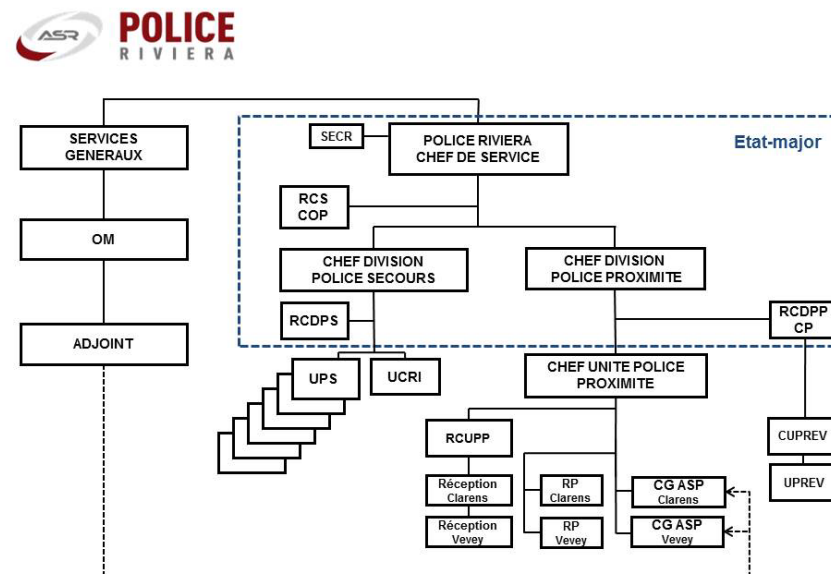 ASR
POLICE
RIVIERA
SERVICES
GENERAUX
SECR
POLICE RIVIERA
CHEF DE SERVICE
Etat-major
RCS
COP
OM
CHEF DIVISION
POLICE SECOURS
CHEF DIVISION
POLICE PROXIMITE
RCDPS
RCDPP
CP
ADJOINT
UPS
UCRI
CHEF UNITE POLICE
PROXIMITE
RCUPP
CUPREV
Réception
Clarens
RP
Clarens
CG ASP
Clarens
UPREV
Réception
Vevey
RP
Vevey
CG ASP
Vevey